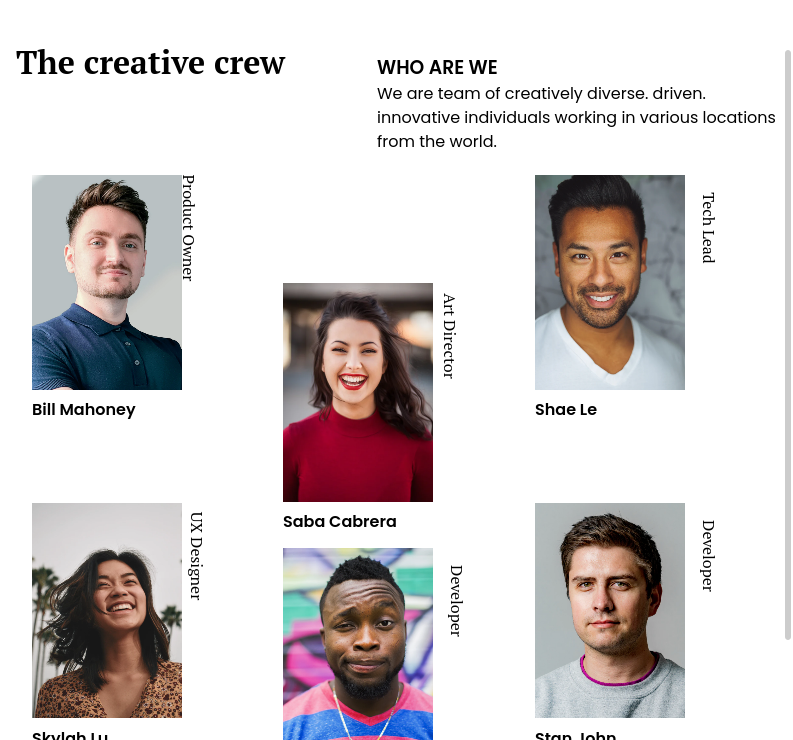 The creative crew
WHO ARE WE
We are team of creatively diverse. driven.
innovative individuals working in various locations
from the world.
Product Owner
Bill Mahoney
Art Director
Saba Cabrera
Tech Lead
Shae Le
UX Designer
Skylah Lu
Developer
Developer
Stan John